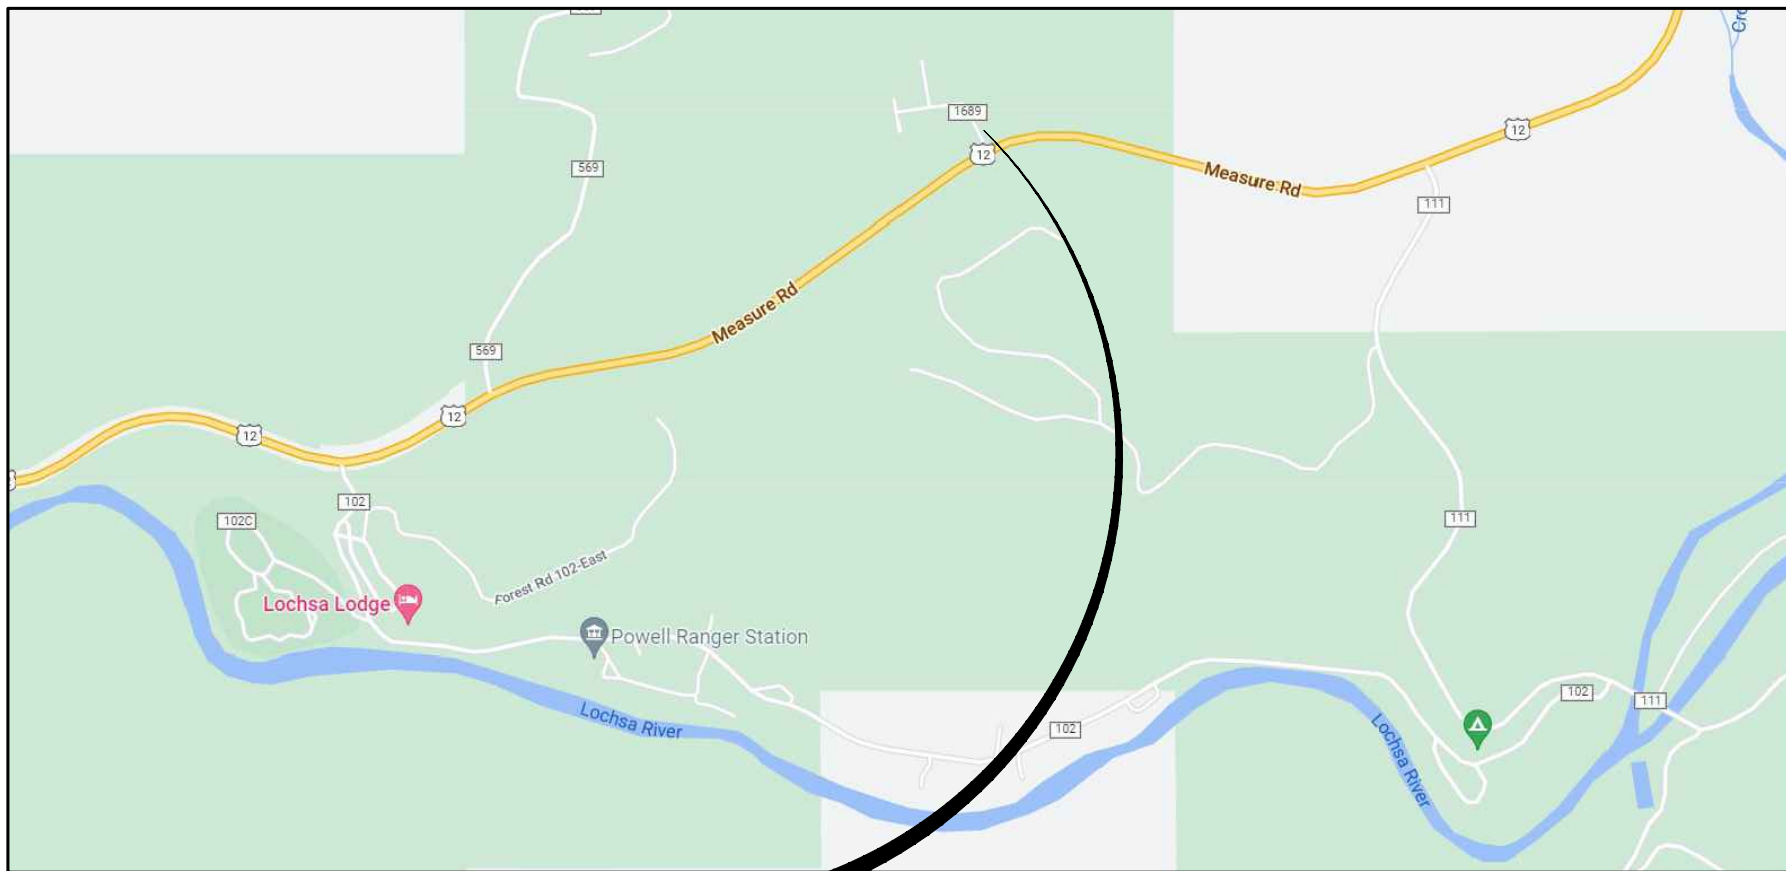 1689
12
12
569
Measure Rd
111
Measure Rd
569
12
12
102
102C
111
Forest Rd 102-East
Lochsa Lodge
Powell Ranger Station
102
111
Lochsa River
102
Lochsa River